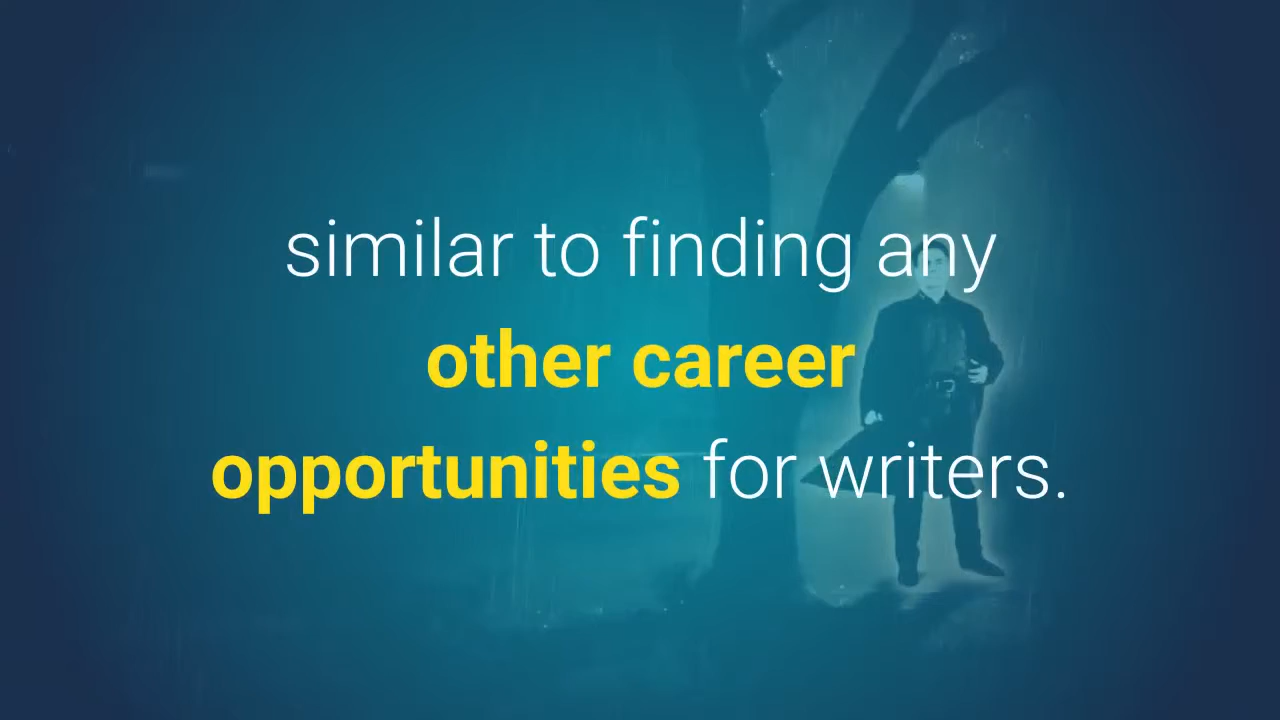 similar to finding any
other career
opportunities for writers.